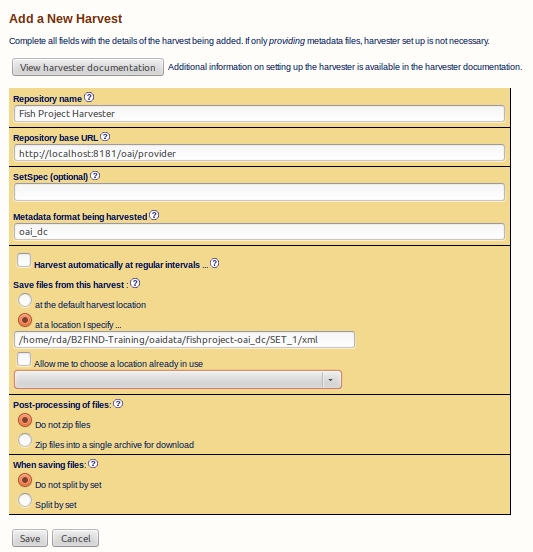 Add a New Harvest
Complete all fields with the details of the harvest being added. If only providing metadata files, harvester set up is not necessary.
View harvester documentation Additional information on setting up the harvester is available in the harvester documentation.
Repository name ?
Fish Project Harvester
Repository base URL ?
http://localhost:8181/oai/provider
SetSpec (optional) ?
Metadata format being harvested ?
oai_dc
Harvest automatically at regular intervals ... ?
Save files from this harvest : ?
at the default harvest location
at a location I specify ...
/home/rda/B2FIND-Training/oaidata/fishproject-oai_dc/SET_1/xml
Allow me to choose a location already in use
Post-processing of files: ?
Do not zip files
Zip files into a single archive for download
When saving files: ?
Do not split by set
Split by set
Save Cancel